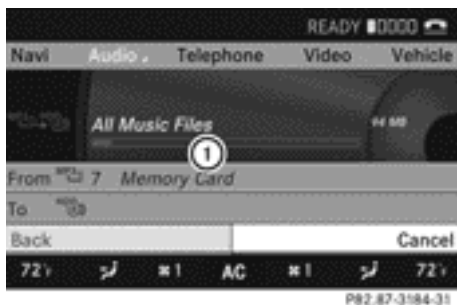 READY 0000
Navi Audio Telephone Video Vehicle
All Music Files
1
From 7 Memory Card
To
Back Cancel
72°F 1 AC 1 72°F
P82.87-3184-31